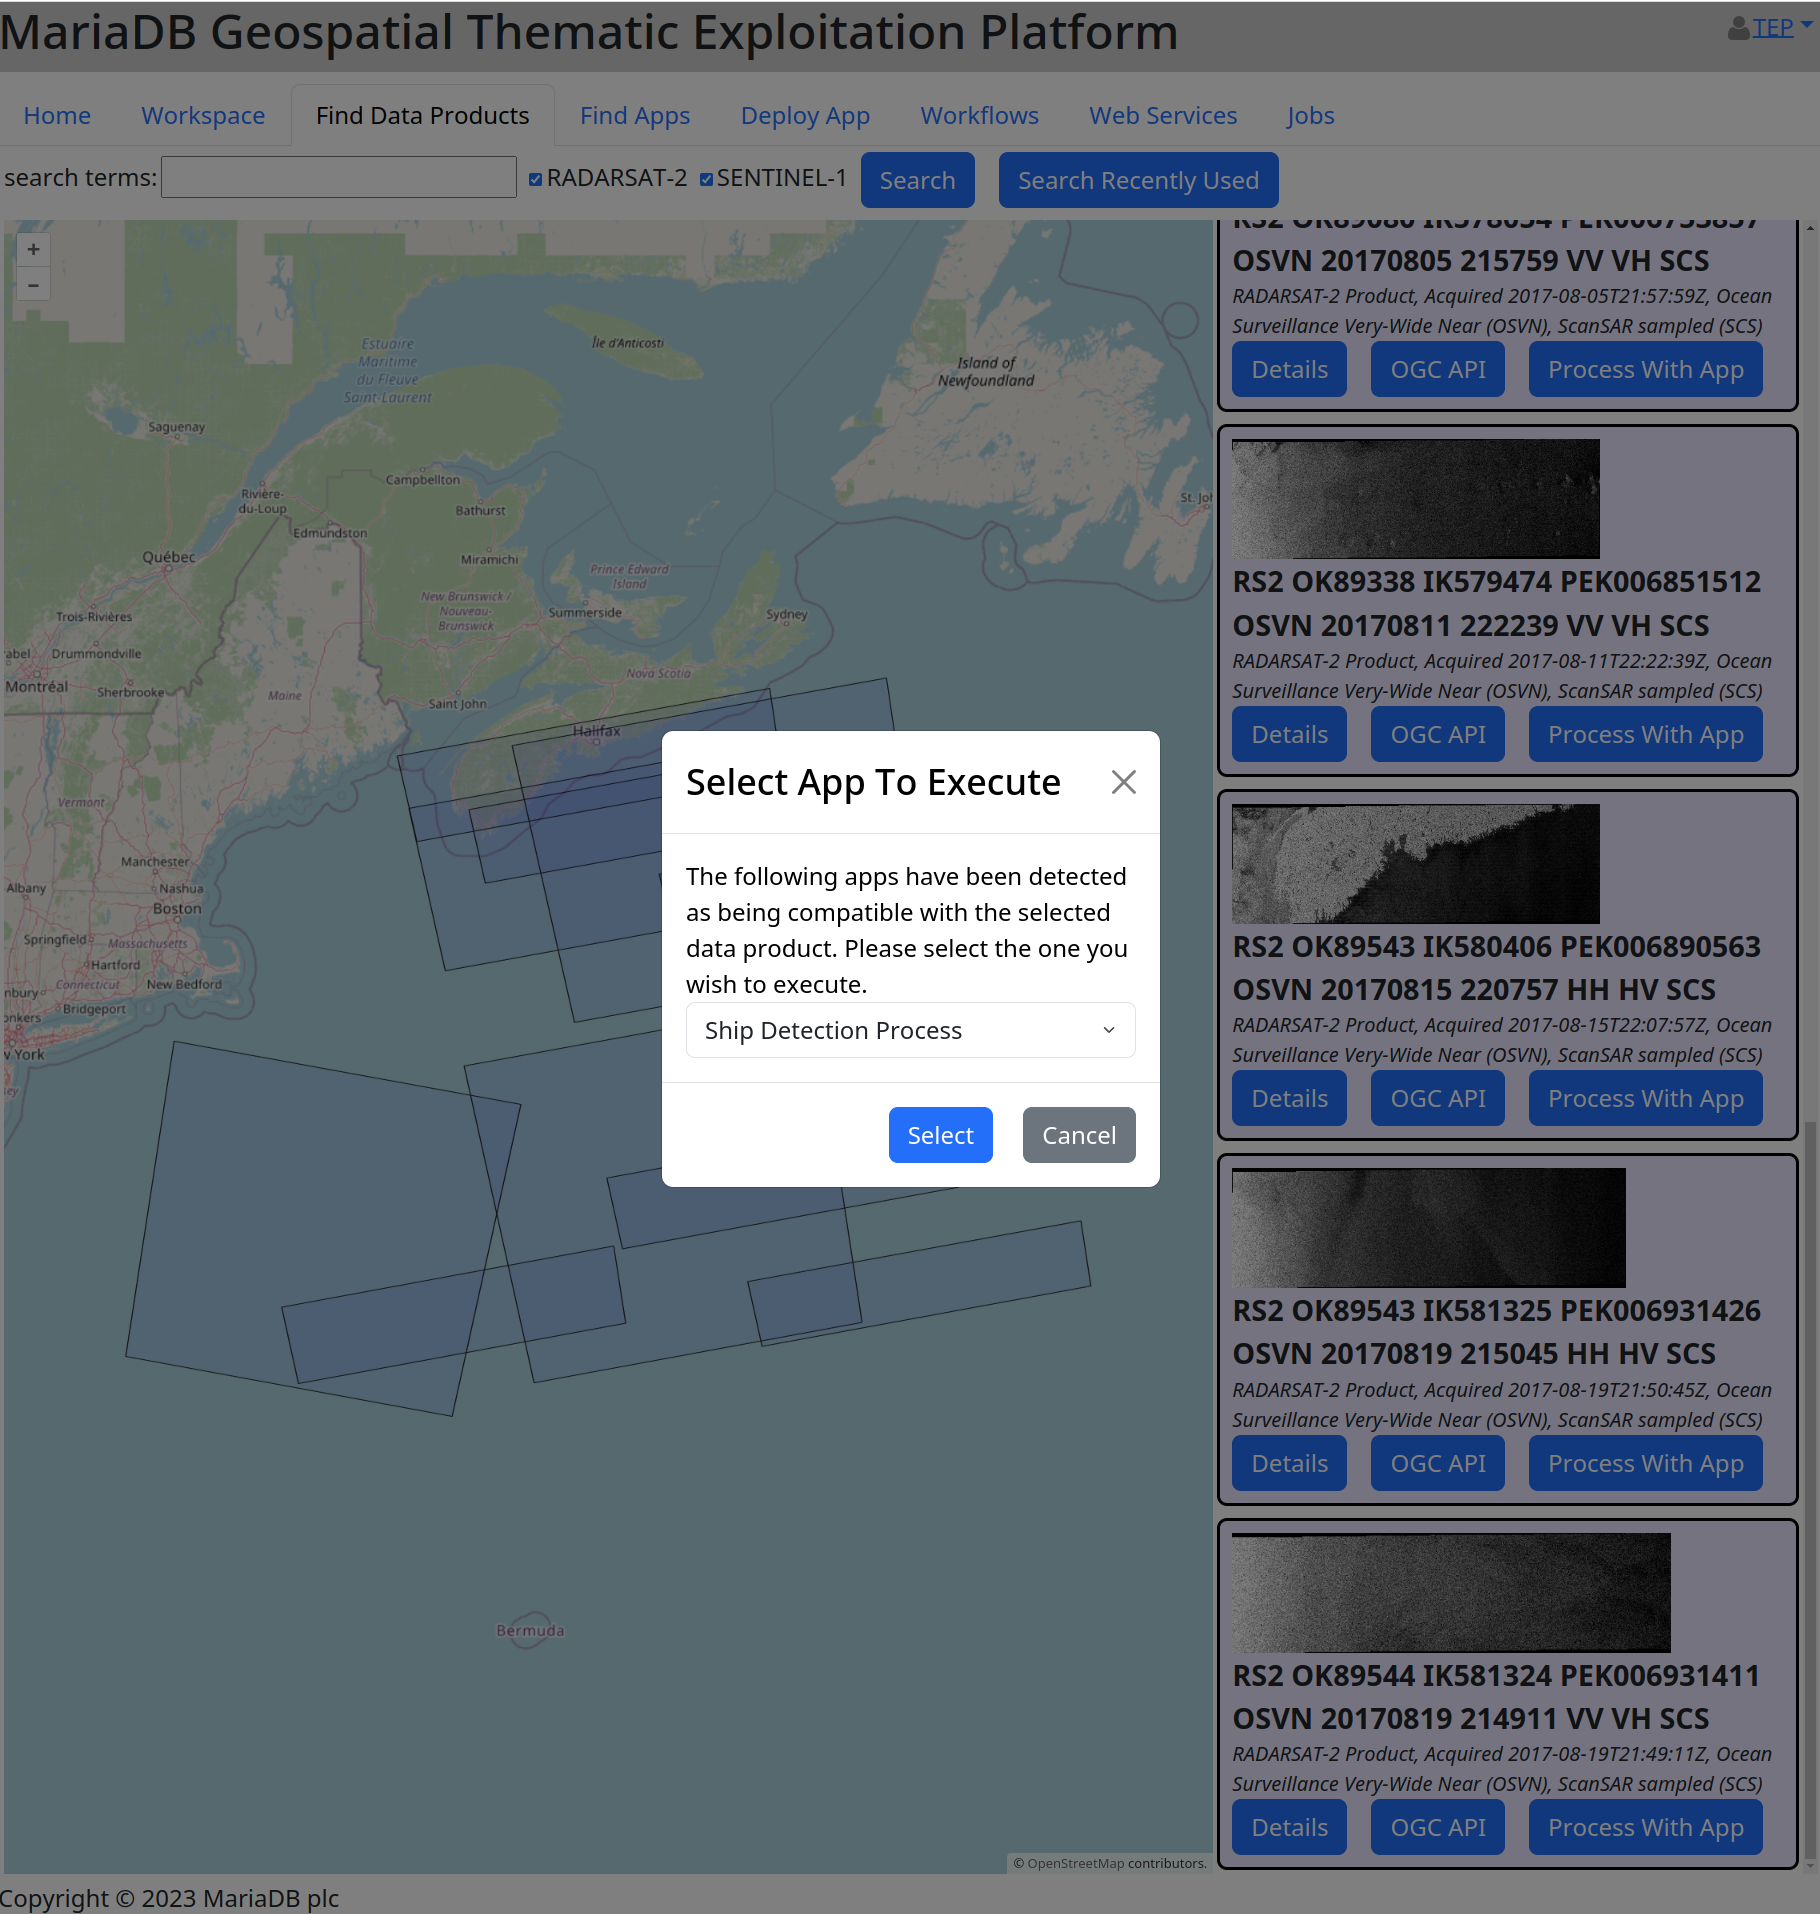 MariaDB Geospatial Thematic Exploitation Platform
TEP
Home Workspace Find Data Products Find Apps Deploy App Workflows Web Services Jobs
search terms: RADARSAT-2 SENTINEL-1 Search Search Recently Used
+
−
Estuaire
Maritime
du Fleuve
Saint-Laurent
Île d'Anticosti
Island of
Newfoundland
Saguenay
Campbellton
Rivière-
du-Loup
Bathurst
St. Joh
Edmundston
Québec
Miramichi
Prince Edward
Island
New Brunswick /
Nouveau-
Brunswick
Trois-Rivières
Summerside
Sydney
Drummondville
Montréal
Sherbrooke
Maine
Nova Scotia
Saint John
Halifax
Vermont
Manchester
Albany
Nashua
Boston
Springfield
Massachusetts
Hartford
Connecticut
New Bedford
nbury
Bridgeport
onkers
w York
sey
Bermuda
© OpenStreetMap contributors.
Select App To Execute
The following apps have been detected
as being compatible with the selected
data product. Please select the one you
wish to execute.
Ship Detection Process
Select Cancel
OSVN 20170805 215759 VV VH SCS
RADARSAT-2 Product, Acquired 2017-08-05T21:57:59Z, Ocean
Surveillance Very-Wide Near (OSVN), ScanSAR sampled (SCS)
Details OGC API Process With App
RS2 OK89338 IK579474 PEK006851512
OSVN 20170811 222239 VV VH SCS
RADARSAT-2 Product, Acquired 2017-08-11T22:22:39Z, Ocean
Surveillance Very-Wide Near (OSVN), ScanSAR sampled (SCS)
Details OGC API Process With App
RS2 OK89543 IK580406 PEK006890563
OSVN 20170815 220757 HH HV SCS
RADARSAT-2 Product, Acquired 2017-08-15T22:07:57Z, Ocean
Surveillance Very-Wide Near (OSVN), ScanSAR sampled (SCS)
Details OGC API Process With App
RS2 OK89543 IK581325 PEK006931426
OSVN 20170819 215045 HH HV SCS
RADARSAT-2 Product, Acquired 2017-08-19T21:50:45Z, Ocean
Surveillance Very-Wide Near (OSVN), ScanSAR sampled (SCS)
Details OGC API Process With App
RS2 OK89544 IK581324 PEK006931411
OSVN 20170819 214911 VV VH SCS
RADARSAT-2 Product, Acquired 2017-08-19T21:49:11Z, Ocean
Surveillance Very-Wide Near (OSVN), ScanSAR sampled (SCS)
Details OGC API Process With App
Copyright © 2023 MariaDB plc